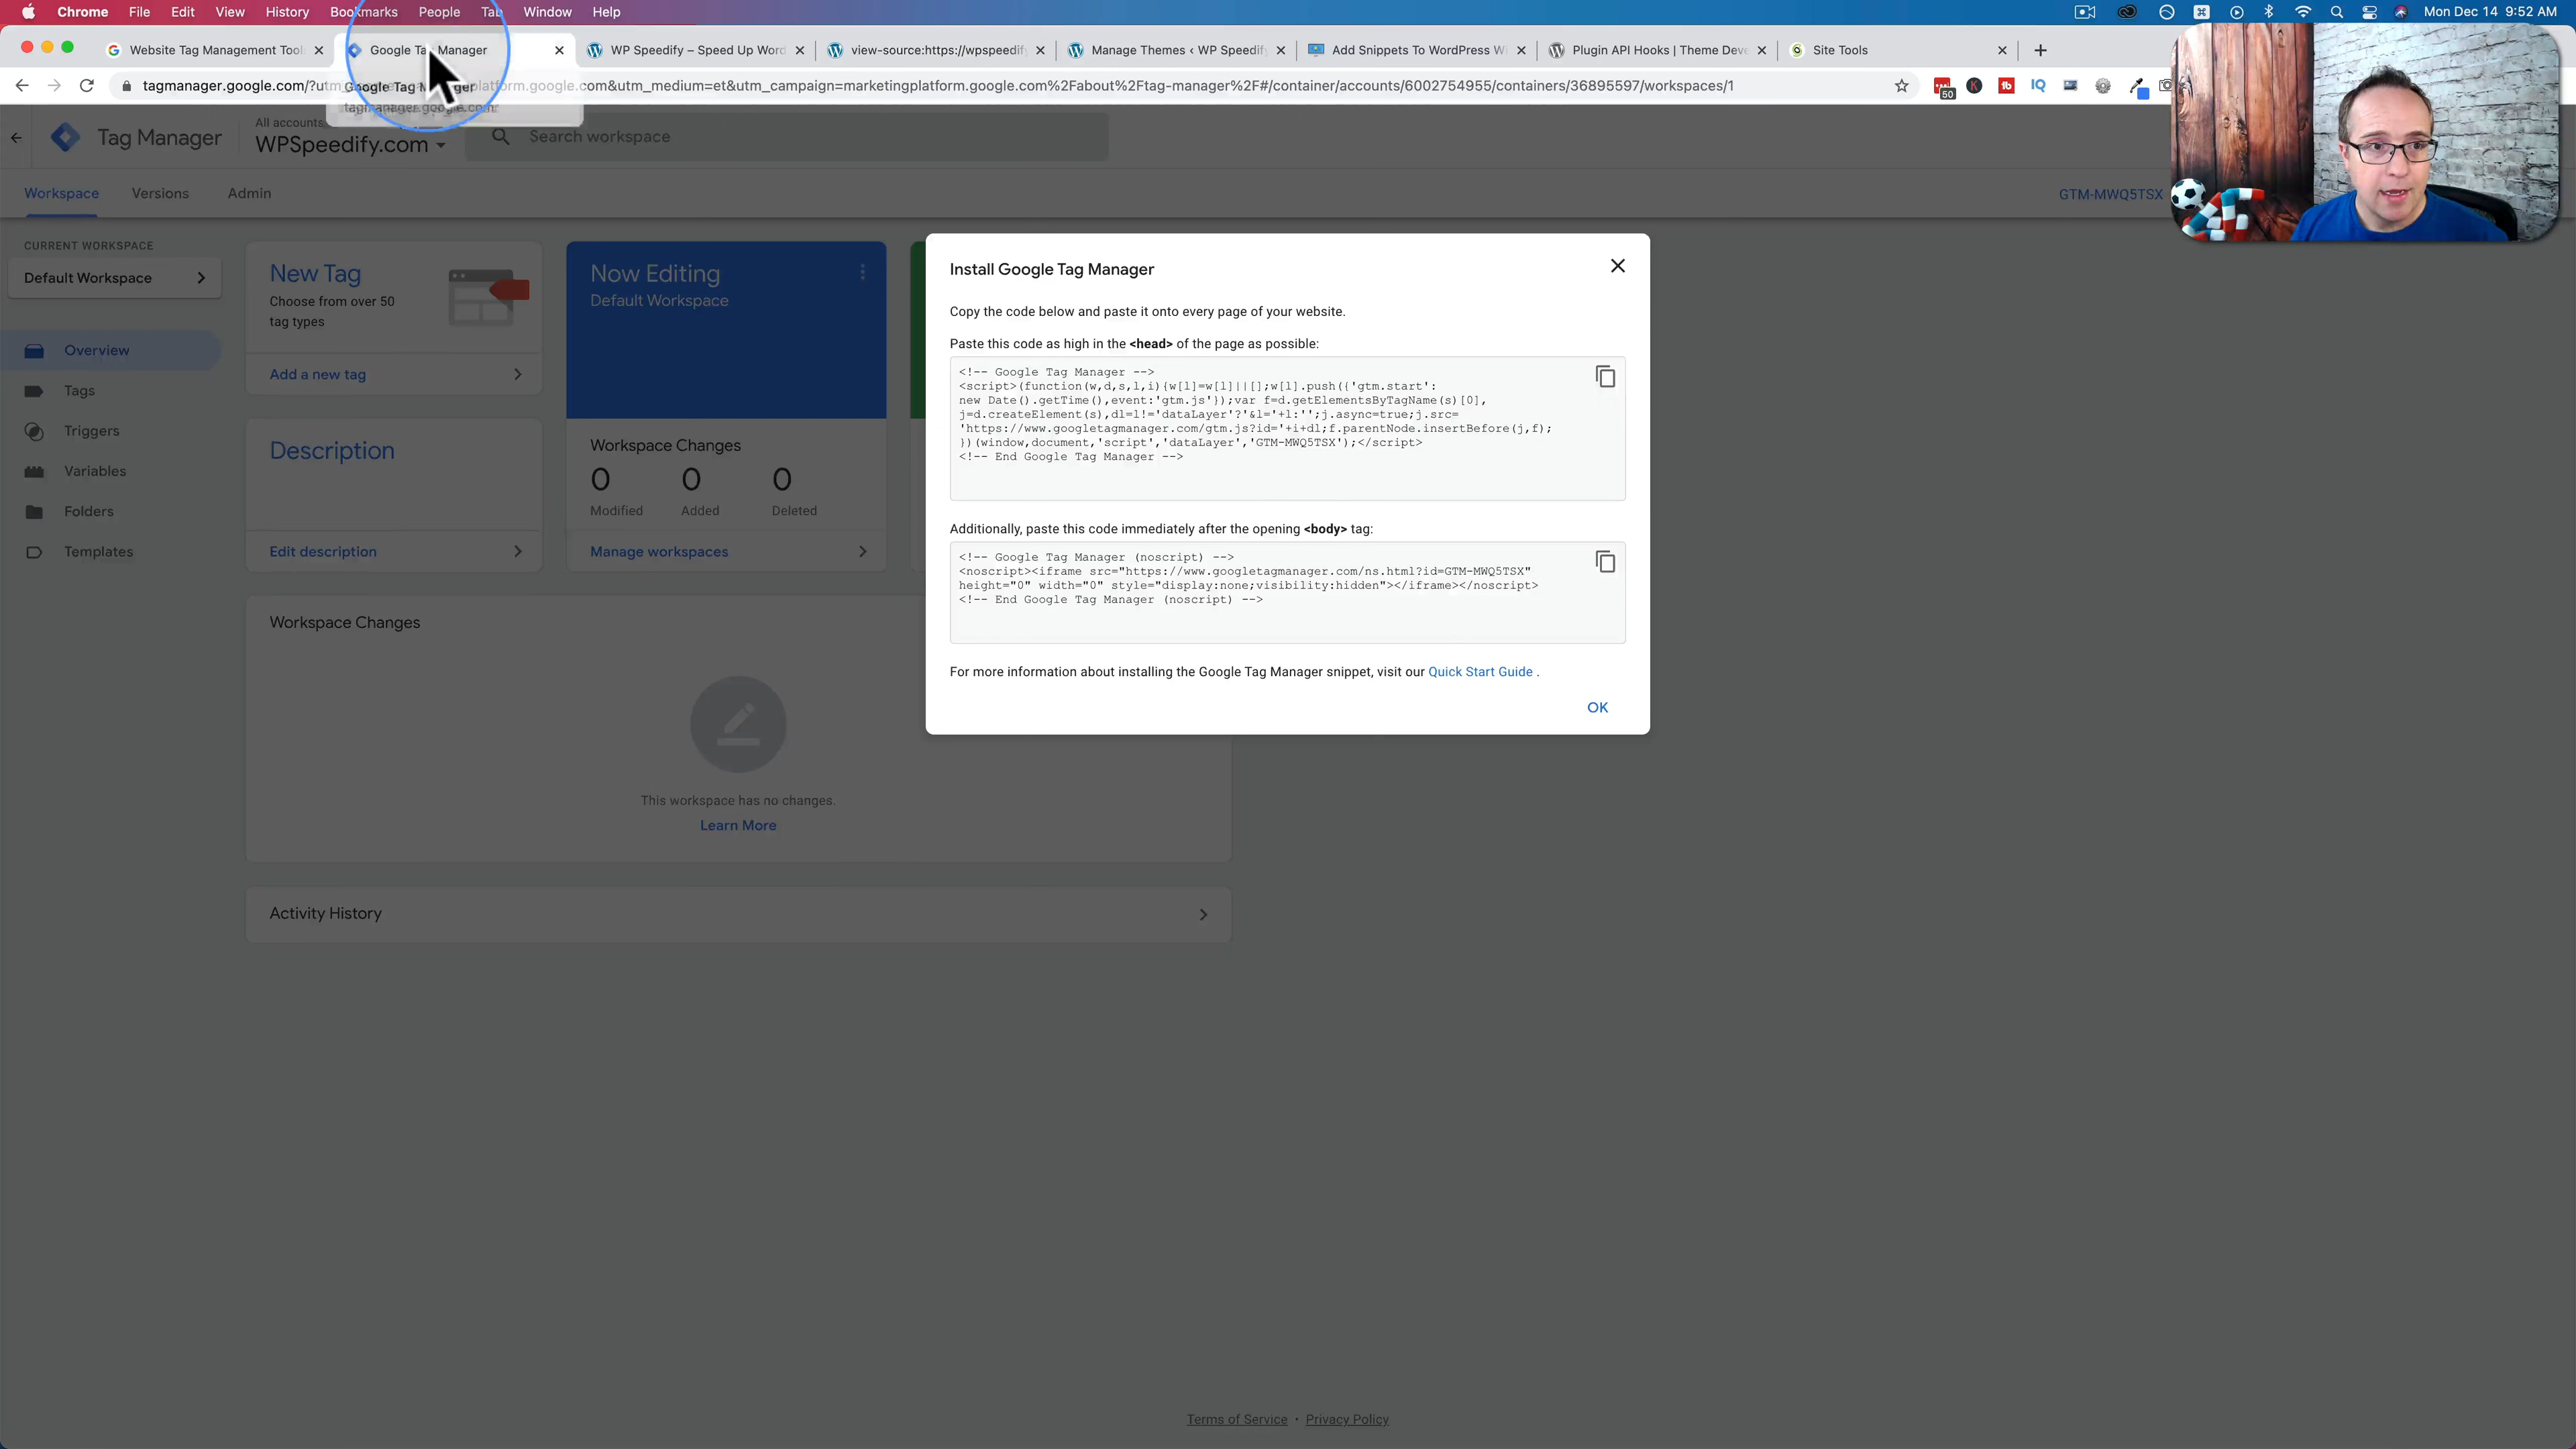 Chrome File Edit View History Bookmarks People Tab Window Help
Mon Dec 14 9:52 AM
Website Tag Management Tool
Google Ta Manager
WP Speedify – Speed Up Word
view-source:https://wpspeedify
Manage Themes ‹ WP Speedify
Add Snippets To WordPress Wi
Plugin API Hooks | Theme Deve
Site Tools
tagmanager.google.com/?utm_ platform.google.com&utm_medium=et&utm_campaign=marketingplatform.google.com%2Fabout%2Ftag-manager%2F#/container/accounts/6002754955/containers/36895597/workspaces/1
50
IQ
tagmanager.google.com
Tag Manager
All accounts
WPSpeedify.com
Search workspace
Workspace Versions Admin
GTM-MWQ5TSX
CURRENT WORKSPACE
Default Workspace
Overview
Tags
Triggers
Variables
Folders
Templates
New Tag
Choose from over 50
tag types
Add a new tag
Description
Edit description
Now Editing
Default Workspace
Workspace Changes
0 0 0
Modified Added Deleted
Manage workspaces
Workspace Changes
This workspace has no changes.
Learn More
Activity History
Install Google Tag Manager
Copy the code below and paste it onto every page of your website.
Paste this code as high in the <head> of the page as possible:
<!-- Google Tag Manager -->
<script>(function(w,d,s,l,i){w[l]=w[l]||[];w[l].push({'gtm.start':
new Date().getTime(),event:'gtm.js'});var f=d.getElementsByTagName(s)[0],
j=d.createElement(s),dl=l!='dataLayer'?'&l='+l:'';j.async=true;j.src=
'https://www.googletagmanager.com/gtm.js?id='+i+dl;f.parentNode.insertBefore(j,f);
})(window,document,'script','dataLayer','GTM-MWQ5TSX');</script>
<!-- End Google Tag Manager -->
Additionally, paste this code immediately after the opening <body> tag:
<!-- Google Tag Manager (noscript) -->
<noscript><iframe src="https://www.googletagmanager.com/ns.html?id=GTM-MWQ5TSX"
height="0" width="0" style="display:none;visibility:hidden"></iframe></noscript>
<!-- End Google Tag Manager (noscript) -->
For more information about installing the Google Tag Manager snippet, visit our Quick Start Guide .
OK
Terms of Service • Privacy Policy